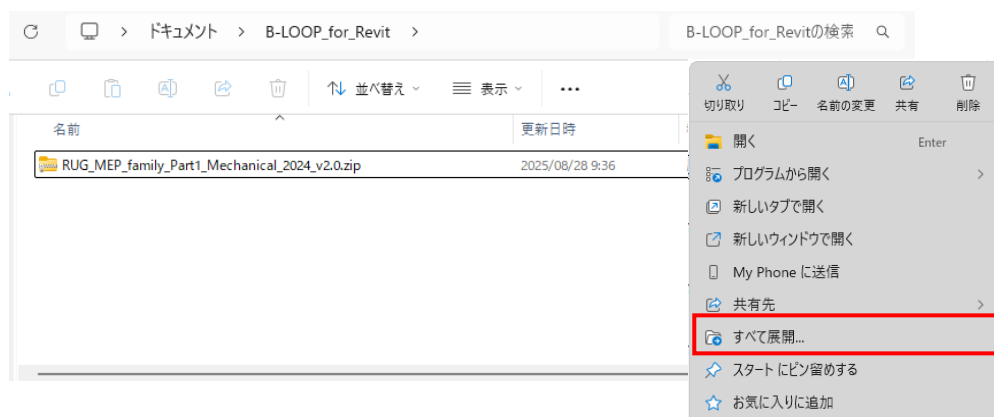 ドキュメント > B-LOOP_for_Revit >
B-LOOP_for_Revitの検索
並べ替え
表示
名前
更新日時
RUG_MEP_family_Part1_Mechanical_2024_v2.0.zip
2025/08/28 9:36
切り取り
コピー
名前の変更
共有
削除
開く Enter
プログラムから開く
新しいタブで開く
新しいウィンドウで開く
My Phone に送信
共有先
すべて展開...
スタート にピン留めする
お気に入りに追加